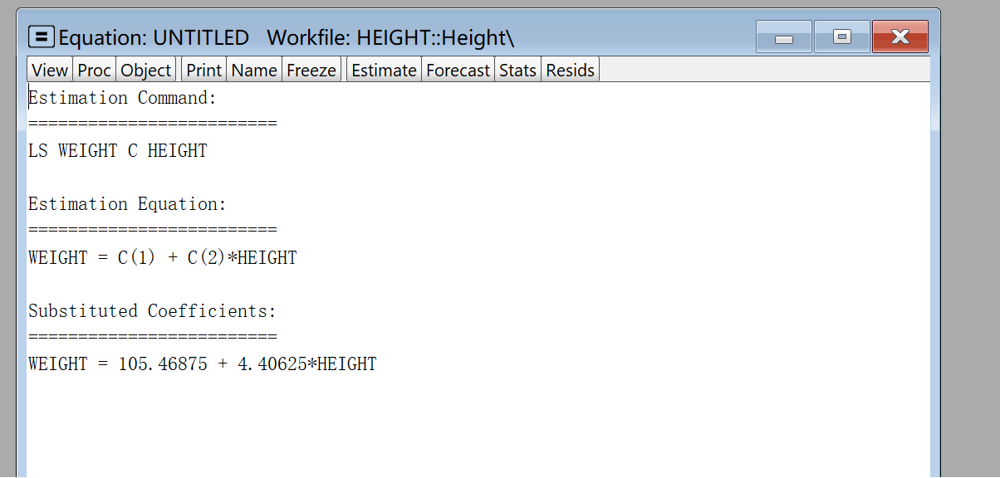 Equation: UNTITLED Workfile: HEIGHT::Height\
View Proc Object Print Name Freeze Estimate Forecast Stats Resids
Estimation Command:
=========================
LS WEIGHT C HEIGHT
Estimation Equation:
=========================
WEIGHT = C(1) + C(2)*HEIGHT
Substituted Coefficients:
=========================
WEIGHT = 105.46875 + 4.40625*HEIGHT